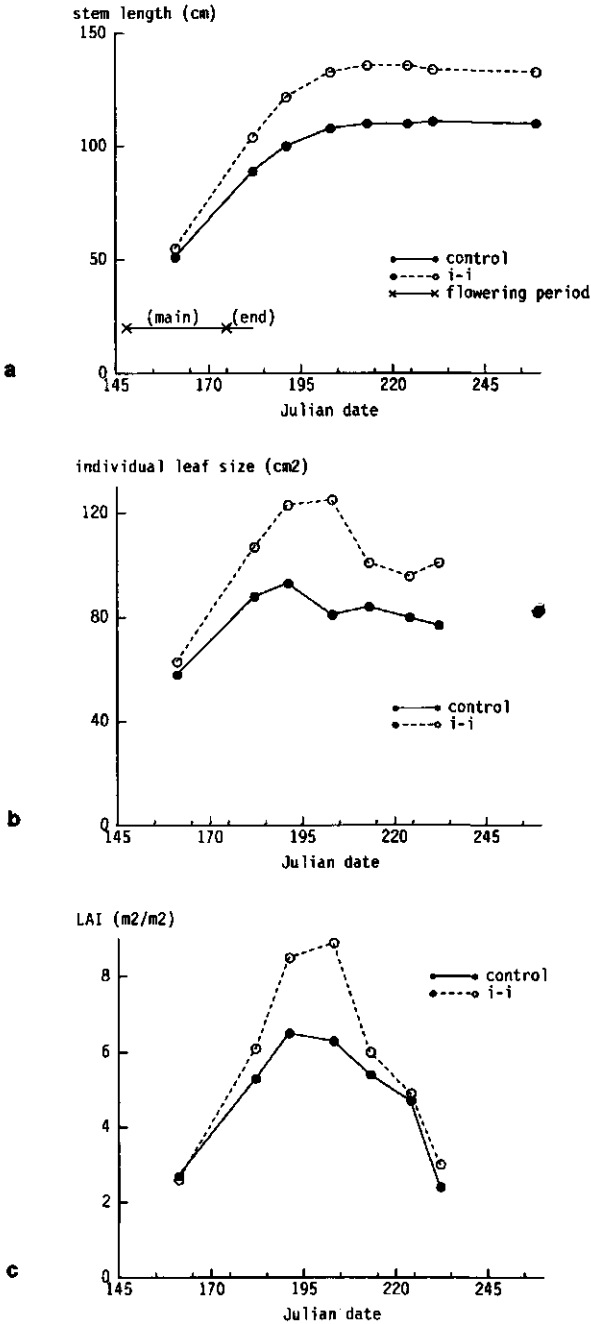 stem length (cm)
150
100
50
0
control
i-i
flowering period
(main) (end)
a
145 170 195 220 245
Julian date
individual leaf size (cm2)
120
80
40
0
control
i-i
b
145 170 195 220 245
Julian date
LAI (m2/m2)
8
6
4
2
0
control
i-i
c
145 170 195 220 245
Julian date